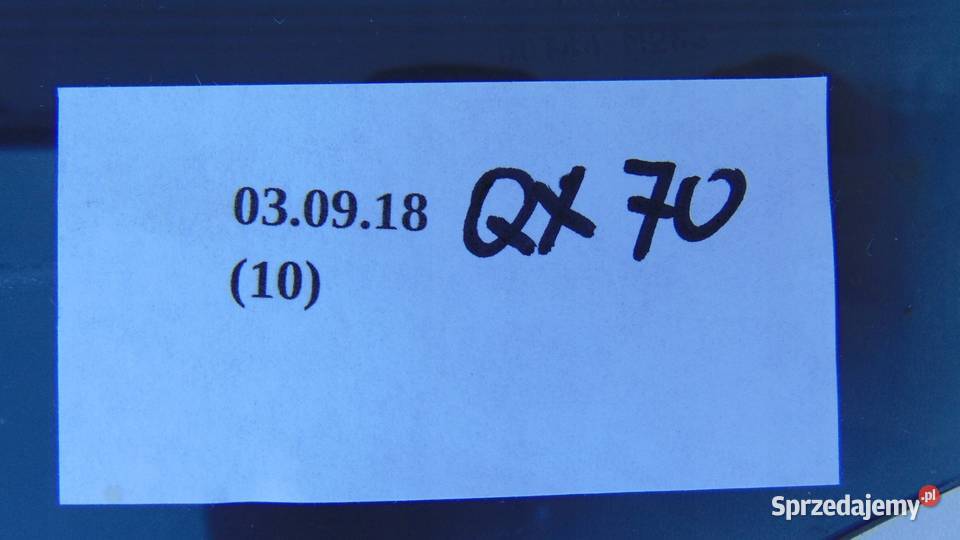 03.09.18 QX 70
(10)
Sprzedajemy.pl